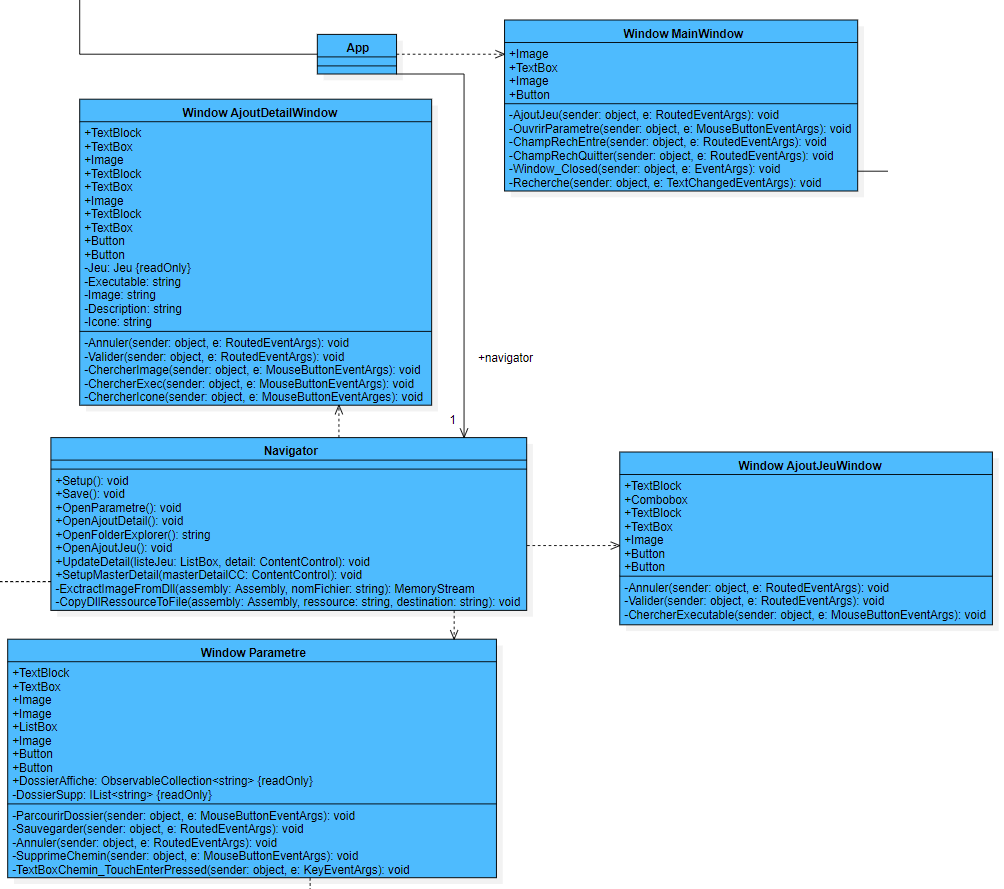 App
Window MainWindow
+Image
+TextBox
+Image
+Button
-AjoutJeu(sender: object, e: RoutedEventArgs): void
-OuvrirParametre(sender: object, e: MouseButtonEventArgs): void
-ChampRechEntre(sender: object, e: RoutedEventArgs): void
-ChampRechQuitter(sender: object, e: RoutedEventArgs): void
-Window_Closed(sender: object, e: EventArgs): void
-Recherche(sender: object, e: TextChangedEventArgs): void
Window AjoutDetailWindow
+TextBlock
+TextBox
+Image
+TextBlock
+TextBox
+Image
+TextBlock
+TextBox
+Button
+Button
-Jeu: Jeu {readOnly}
-Executable: string
-Image: string
-Description: string
-Icone: string
-Annuler(sender: object, e: RoutedEventArgs): void
-Valider(sender: object, e: RoutedEventArgs): void
-ChercherImage(sender: object, e: MouseButtonEventArgs): void
-ChercherExec(sender: object, e: MouseButtonEventArgs): void
-ChercherIcone(sender: object, e: MouseButtonEventArges): void
+navigator
1
Navigator
+Setup(): void
+Save(): void
+OpenParametre(): void
+OpenAjoutDetail(): void
+OpenFolderExplorer(): string
+OpenAjoutJeu(): void
+UpdateDetail(listeJeu: ListBox, detail: ContentControl): void
+SetupMasterDetail(masterDetailCC: ContentControl): void
-ExctractImageFromDll(assembly: Assembly, nomFichier: string): MemoryStream
-CopyDllRessourceToFile(assembly: Assembly, ressource: string, destination: string): void
Window AjoutJeuWindow
+TextBlock
+Combobox
+TextBlock
+TextBox
+Image
+Button
+Button
-Annuler(sender: object, e: RoutedEventArgs): void
-Valider(sender: object, e: RoutedEventArgs): void
-ChercherExecutable(sender: object, e: MouseButtonEventArgs): void
Window Parametre
+TextBlock
+TextBox
+Image
+Image
+ListBox
+Image
+Button
+Button
+DossierAffiche: ObservableCollection<string> {readOnly}
-DossierSupp: IList<string> {readOnly}
-ParcourirDossier(sender: object, e: MouseButtonEventArgs): void
-Sauvegarder(sender: object, e: RoutedEventArgs): void
-Annuler(sender: object, e: RoutedEventArgs): void
-SupprimeChemin(sender: object, e: MouseButtonEventArgs): void
-TextBoxChemin_TouchEnterPressed(sender: object, e: KeyEventArgs): void